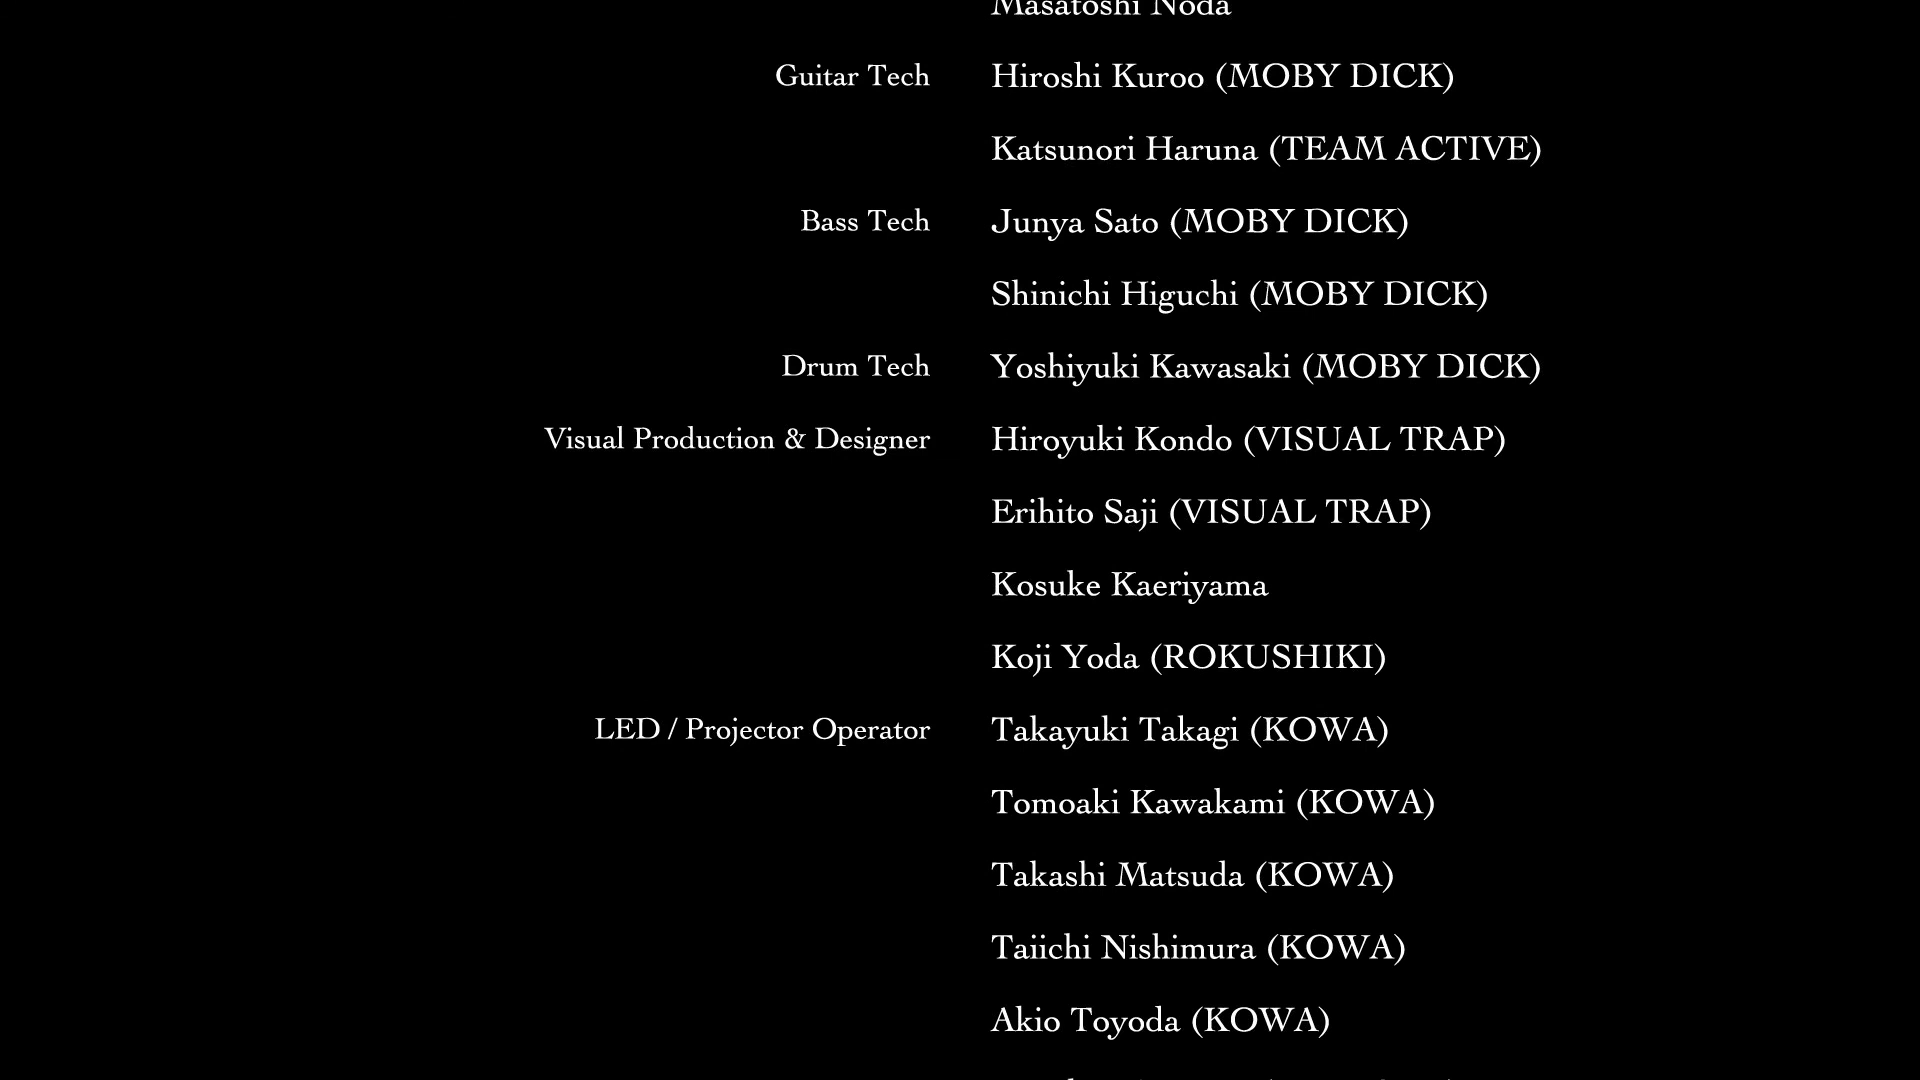 Masatoshi Noda
Guitar Tech Hiroshi Kuroo (MOBY DICK)
Katsunori Haruna (TEAM ACTIVE)
Bass Tech Junya Sato (MOBY DICK)
Shinichi Higuchi (MOBY DICK)
Drum Tech Yoshiyuki Kawasaki (MOBY DICK)
Visual Production & Designer Hiroyuki Kondo (VISUAL TRAP)
Erihito Saji (VISUAL TRAP)
Kosuke Kaeriyama
Koji Yoda (ROKUSHIKI)
LED / Projector Operator Takayuki Takagi (KOWA)
Tomoaki Kawakami (KOWA)
Takashi Matsuda (KOWA)
Taiichi Nishimura (KOWA)
Akio Toyoda (KOWA)